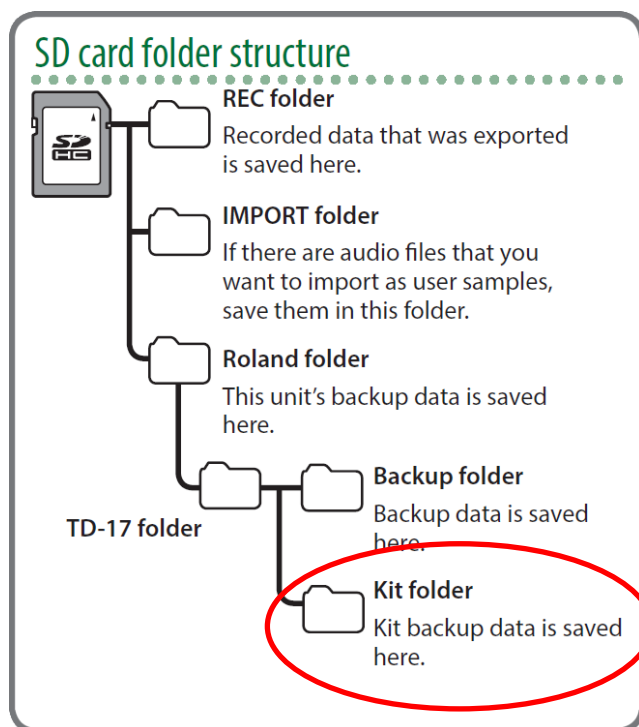 SD card folder structure
SD
HC
REC folder
Recorded data that was exported
is saved here.
IMPORT folder
If there are audio files that you
want to import as user samples,
save them in this folder.
Roland folder
This unit’s backup data is saved
here.
TD-17 folder
Backup folder
Backup data is saved
here.
Kit folder
Kit backup data is saved
here.